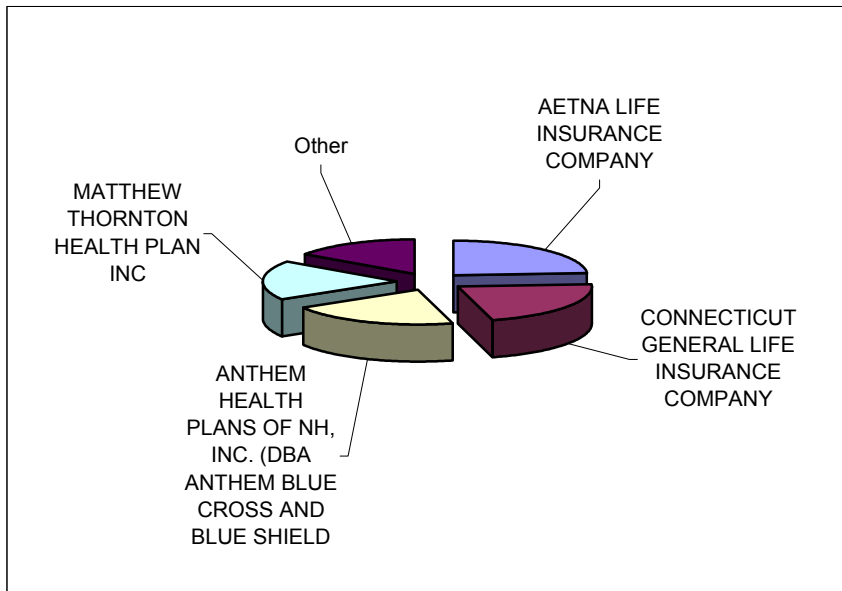 AETNA LIFE
INSURANCE
COMPANY
Other
MATTHEW
THORNTON
HEALTH PLAN
INC
CONNECTICUT
GENERAL LIFE
INSURANCE
COMPANY
ANTHEM
HEALTH
PLANS OF NH,
INC. (DBA
ANTHEM BLUE
CROSS AND
BLUE SHIELD